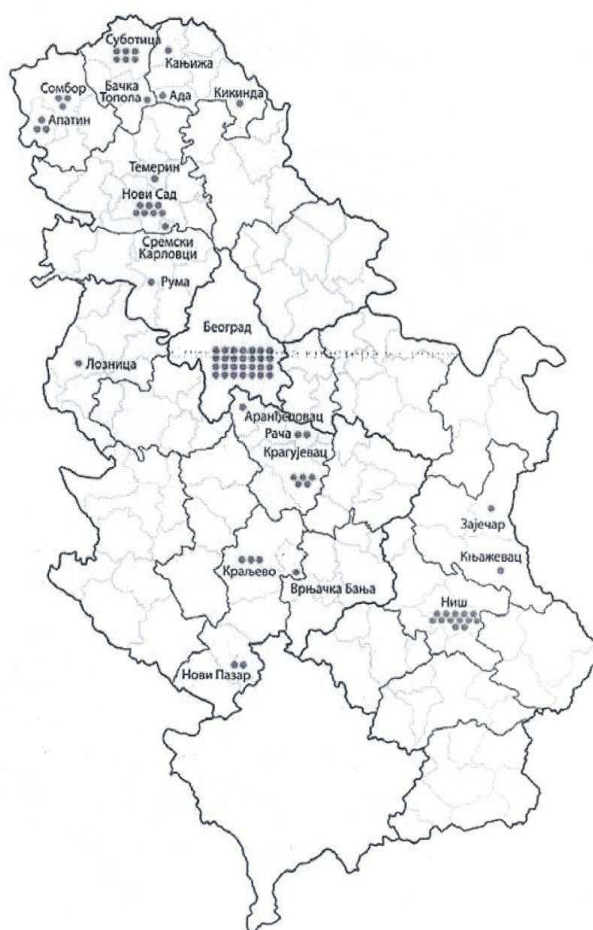 Суботица
Кањижа
Сомбор
Бачка
Топола
Ада
Кикинда
Апатин
Темерин
Нови Сад
Сремски
Карловци
Рума
Београд
Лозница
Аранђеловац
Рача
Крагујевац
Зајечар
Књажевац
Краљево
Врњачка Бања
Ниш
Нови Пазар